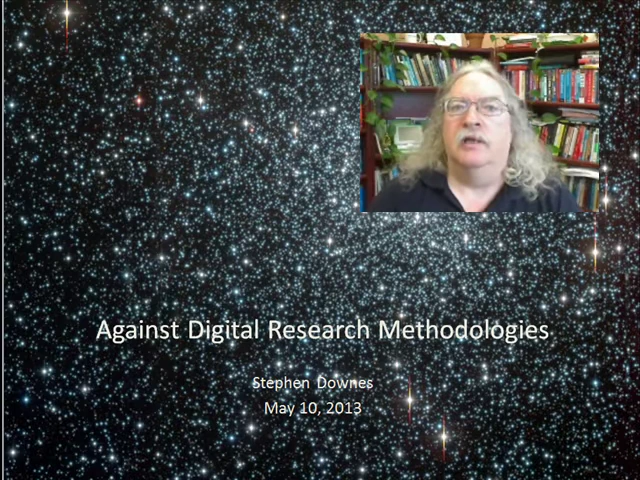 Against Digital Research Methodologies
Stephen Downes
May 10, 2013